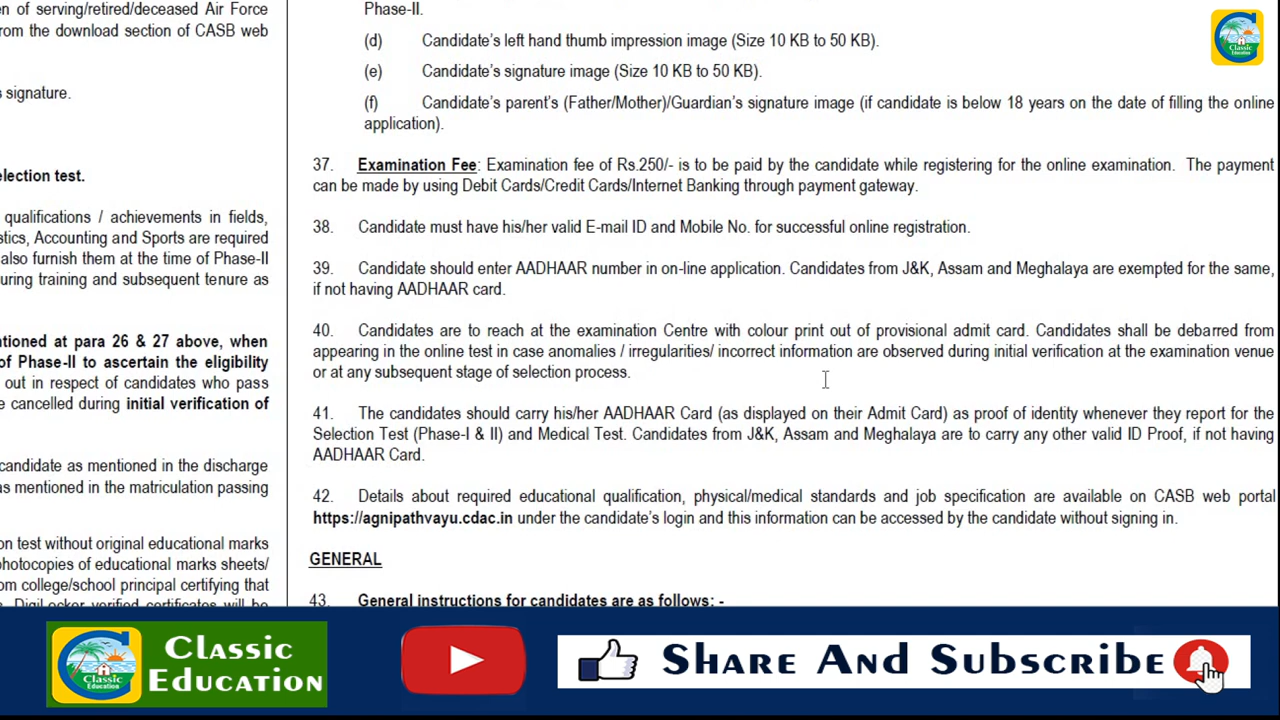 n of serving/retired/deceased Air Force
rom the download section of CASB web
s signature.
election test.
qualifications / achievements in fields,
stics, Accounting and Sports are required
also furnish them at the time of Phase-II
uring training and subsequent tenure as
ntioned at para 26 & 27 above, when
of Phase-II to ascertain the eligibility
out in respect of candidates who pass
e cancelled during initial verification of
candidate as mentioned in the discharge
as mentioned in the matriculation passing
on test without original educational marks
photocopies of educational marks sheets/
om college/school principal certifying that
DigiLocker verified certificates will be
Phase-II.
(d) Candidate's left hand thumb impression image (Size 10 KB to 50 KB).
(e) Candidate's signature image (Size 10 KB to 50 KB).
(f) Candidate's parent's (Father/Mother)/Guardian's signature image (if candidate is below 18 years on the date of filling the online
application).
37. Examination Fee: Examination fee of Rs.250/- is to be paid by the candidate while registering for the online examination. The payment
can be made by using Debit Cards/Credit Cards/Internet Banking through payment gateway.
38. Candidate must have his/her valid E-mail ID and Mobile No. for successful online registration.
39. Candidate should enter AADHAAR number in on-line application. Candidates from J&K, Assam and Meghalaya are exempted for the same,
if not having AADHAAR card.
40. Candidates are to reach at the examination Centre with colour print out of provisional admit card. Candidates shall be debarred from
appearing in the online test in case anomalies / irregularities/ incorrect information are observed during initial verification at the examination venue
or at any subsequent stage of selection process.
41. The candidates should carry his/her AADHAAR Card (as displayed on their Admit Card) as proof of identity whenever they report for the
Selection Test (Phase-I & II) and Medical Test. Candidates from J&K, Assam and Meghalaya are to carry any other valid ID Proof, if not having
AADHAAR Card.
42. Details about required educational qualification, physical/medical standards and job specification are available on CASB web portal
https://agnipathvayu.cdac.in under the candidate's login and this information can be accessed by the candidate without signing in.
GENERAL
43. General instructions for candidates are as follows: -
Classic
Education
Classic
Education
Classic
Education
Share And Subscribe